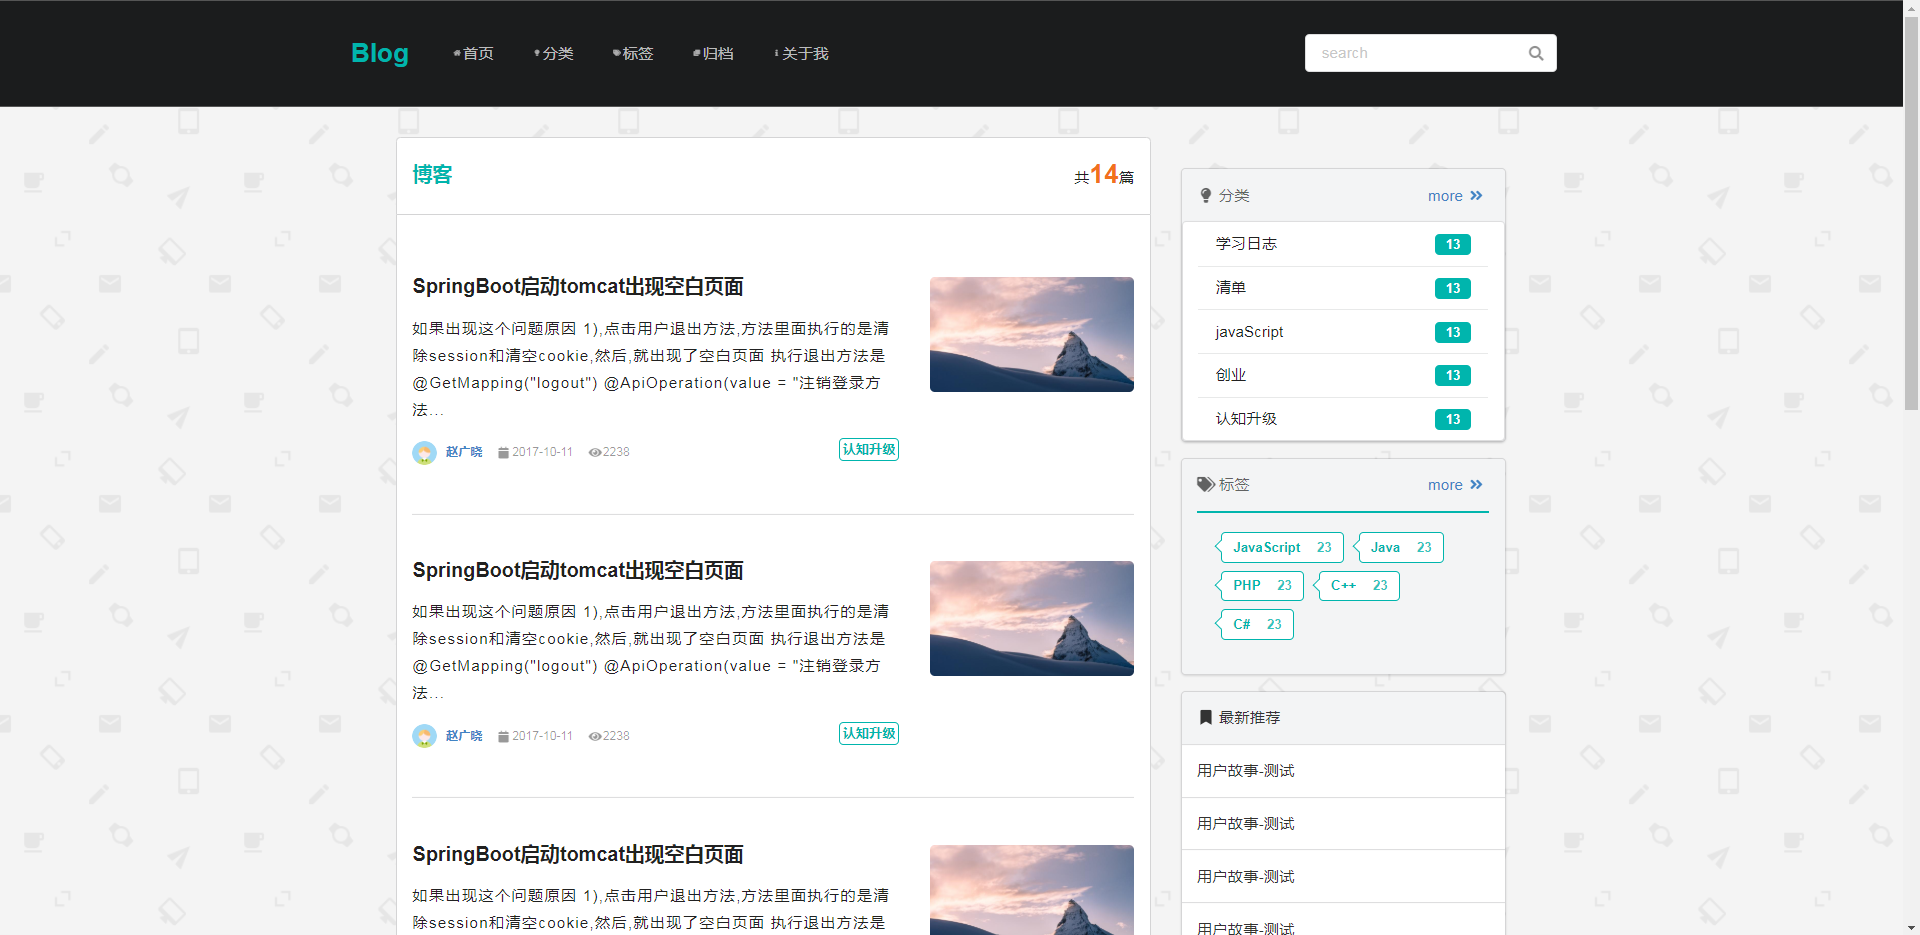 Blog 首页 分类 标签 归档 关于我 search
博客 共14篇
SpringBoot启动tomcat出现空白页面
如果出现这个问题原因 1),点击用户退出方法,方法里面执行的是清
除session和清空cookie,然后,就出现了空白页面 执行退出方法是
@GetMapping("logout") @ApiOperation(value = "注销登录方
法...
赵广晓 2017-10-11 2238 认知升级
SpringBoot启动tomcat出现空白页面
如果出现这个问题原因 1),点击用户退出方法,方法里面执行的是清
除session和清空cookie,然后,就出现了空白页面 执行退出方法是
@GetMapping("logout") @ApiOperation(value = "注销登录方
法...
赵广晓 2017-10-11 2238 认知升级
SpringBoot启动tomcat出现空白页面
如果出现这个问题原因 1),点击用户退出方法,方法里面执行的是清
除session和清空cookie,然后,就出现了空白页面 执行退出方法是
分类 more
学习日志 13
清单 13
javaScript 13
创业 13
认知升级 13
标签 more
JavaScript 23 Java 23
PHP 23 C++ 23
C# 23
最新推荐
用户故事-测试
用户故事-测试
用户故事-测试
用户故事-测试